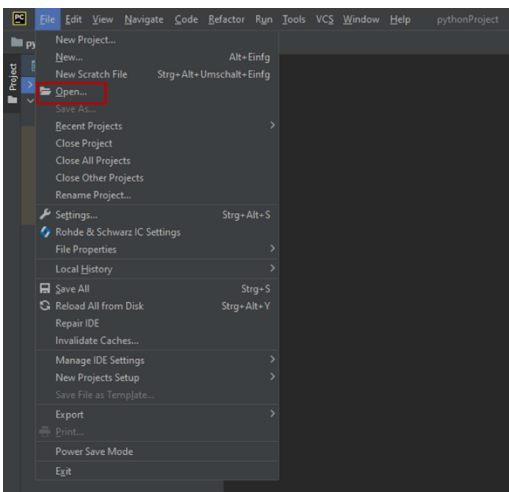 PC File Edit View Navigate Code Refactor Run Tools VCS Window Help pythonProject
py
Project
New Project...
New... Alt+Einfg
New Scratch File Strg+Alt+Umschalt+Einfg
Open...
Save As...
Recent Projects
Close Project
Close All Projects
Close Other Projects
Rename Project...
Settings... Strg+Alt+S
Rohde & Schwarz IC Settings
File Properties
Local History
Save All Strg+S
Reload All from Disk Strg+Alt+Y
Repair IDE
Invalidate Caches...
Manage IDE Settings
New Projects Setup
Save File as Template...
Export
Print...
Power Save Mode
Exit